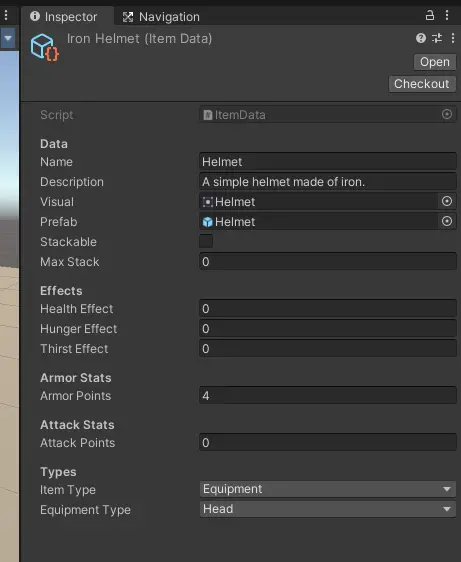 Inspector Navigation
Iron Helmet (Item Data)
Open
Checkout
Script ItemData
Data
Name Helmet
Description A simple helmet made of iron.
Visual Helmet
Prefab Helmet
Stackable
Max Stack 0
Effects
Health Effect 0
Hunger Effect 0
Thirst Effect 0
Armor Stats
Armor Points 4
Attack Stats
Attack Points 0
Types
Item Type Equipment
Equipment Type Head